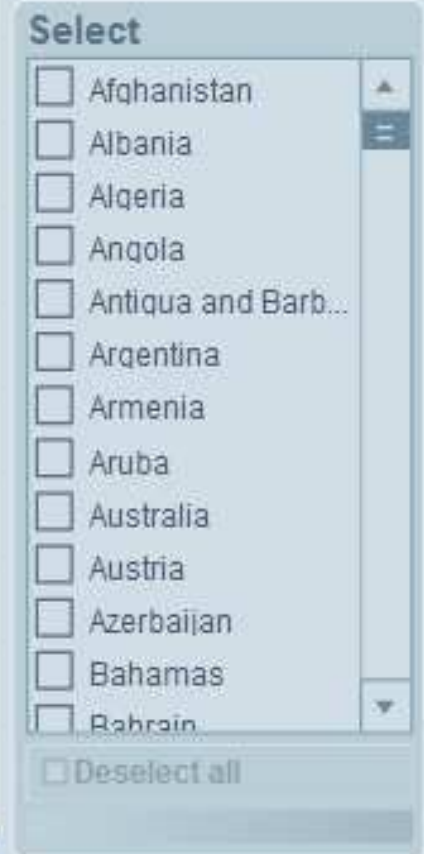 Select
Afghanistan
Albania
Algeria
Angola
Antigua and Barb...
Argentina
Armenia
Aruba
Australia
Austria
Azerbaijan
Bahamas
Bahrain
Deselect all